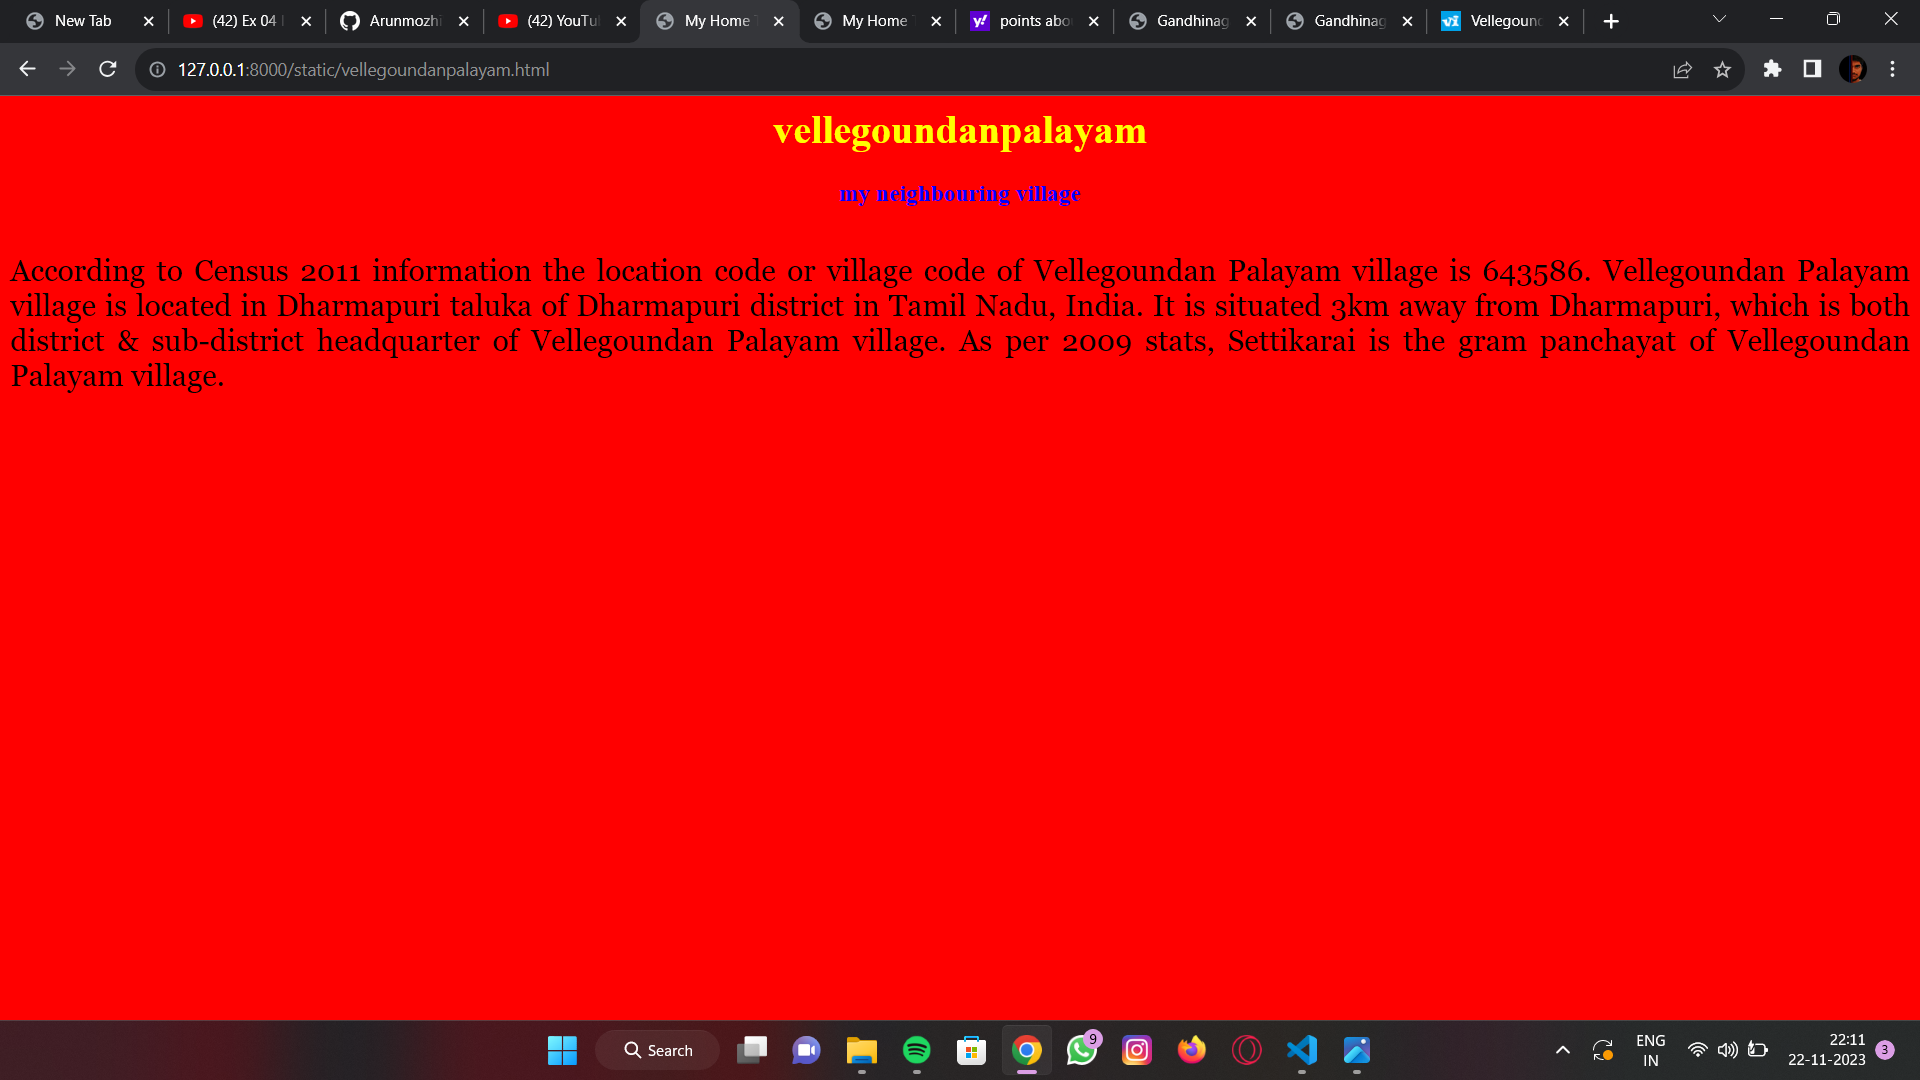 New Tab
(42) Ex 04
Arunmozhi
(42) YouTu
My Home
My Home
points abo
Gandhinag
Gandhinag
Vellegoun
127.0.0.1:8000/static/vellegoundanpalayam.html
vellegoundanpalayam
my neighbouring village
According to Census 2011 information the location code or village code of Vellegoundan Palayam village is 643586. Vellegoundan Palayam
village is located in Dharmapuri taluka of Dharmapuri district in Tamil Nadu, India. It is situated 3km away from Dharmapuri, which is both
district & sub-district headquarter of Vellegoundan Palayam village. As per 2009 stats, Settikarai is the gram panchayat of Vellegoundan
Palayam village.
Search
9
ENG
IN
22:11
22-11-2023
3